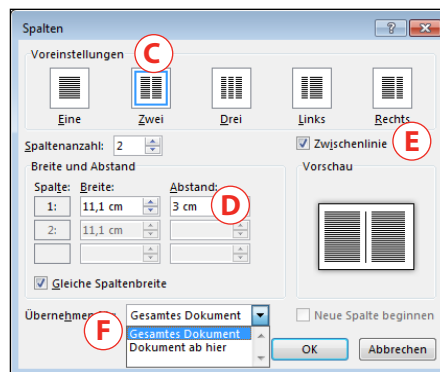 Spalten
Voreinstellungen
C
Eine Zwei Drei Links Rechts
Spaltenanzahl: 2
Zwischenlinie E
Breite und Abstand
Vorschau
Spalte: Breite: Abstand:
1: 11,1 cm 3 cm D
2: 11,1 cm
Gleiche Spaltenbreite
Übernehmen Gesamtes Dokument
Neue Spalte beginnen
F
Gesamtes Dokument
Dokument ab hier
OK Abbrechen